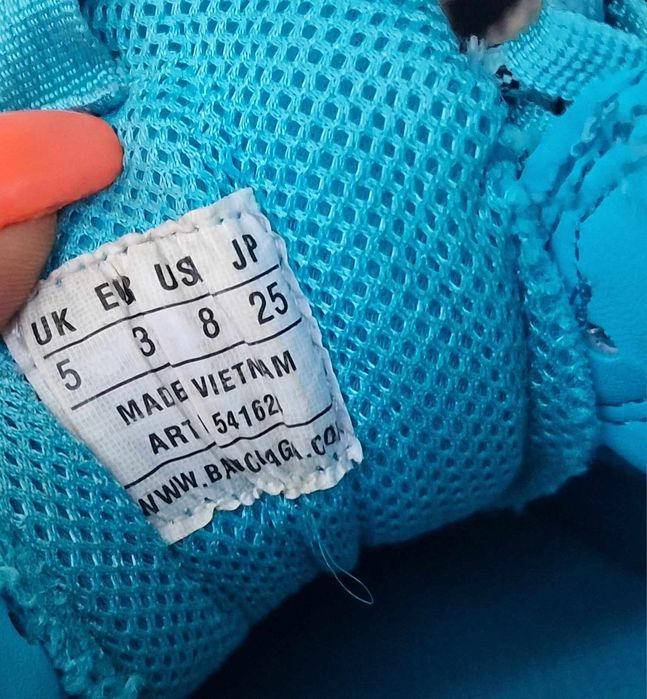 UK EU US JP
5 3 8 25
MADE VIETNAM
ART 54162